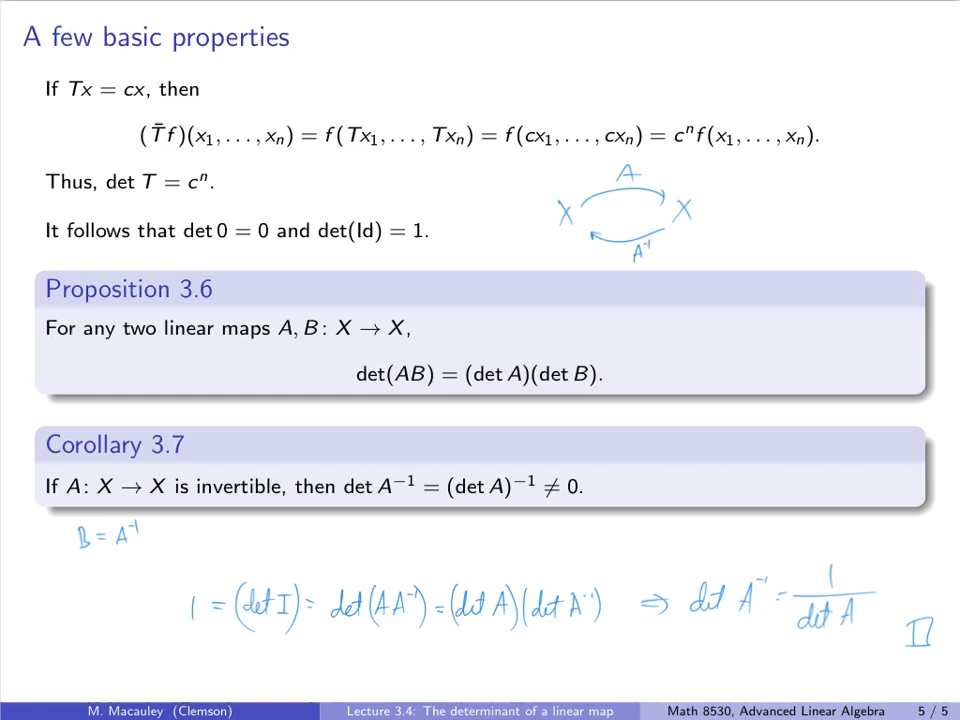 A few basic properties
If Tx = cx, then
(T̄f)(x₁, . . . , xₙ) = f(Tx₁, . . . , Txₙ) = f(cx₁, . . . , cxₙ) = cⁿf(x₁, . . . , xₙ).
Thus, det T = cⁿ.
A
X X
It follows that det 0 = 0 and det(Id) = 1.
A⁻¹
Proposition 3.6
For any two linear maps A, B: X → X,
det(AB) = (det A)(det B).
Corollary 3.7
If A: X → X is invertible, then det A⁻¹ = (det A)⁻¹ ≠ 0.
B = A⁻¹
1 = (det I) = det(AA⁻¹) = (det A)(det A⁻¹) ⇒ det A⁻¹ = 1 / det A
□
M. Macauley (Clemson) Lecture 3.4: The determinant of a linear map Math 8530, Advanced Linear Algebra 5 / 5